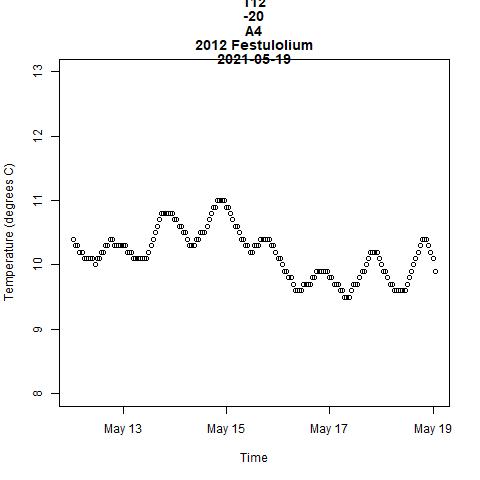 T12
-20
A4
2012 Festulolium
2021-05-19
13
12
11
10
9
8
Temperature (degrees C)
May 13 May 15 May 17 May 19
Time